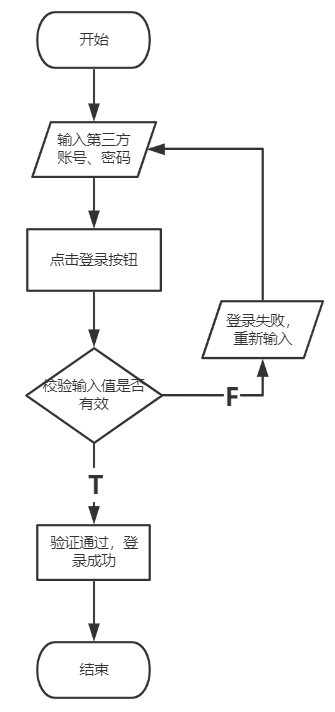 开始
输入第三方
账号、密码
点击登录按钮
登录失败，
重新输入
校验输入值是否
有效
F
T
验证通过，登
录成功
结束